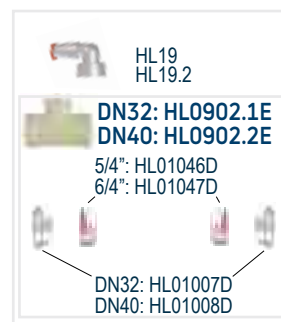 HL19
HL19.2
DN32: HL0902.1E
DN40: HL0902.2E
5/4": HL01046D
6/4": HL01047D
DN32: HL01007D
DN40: HL01008D